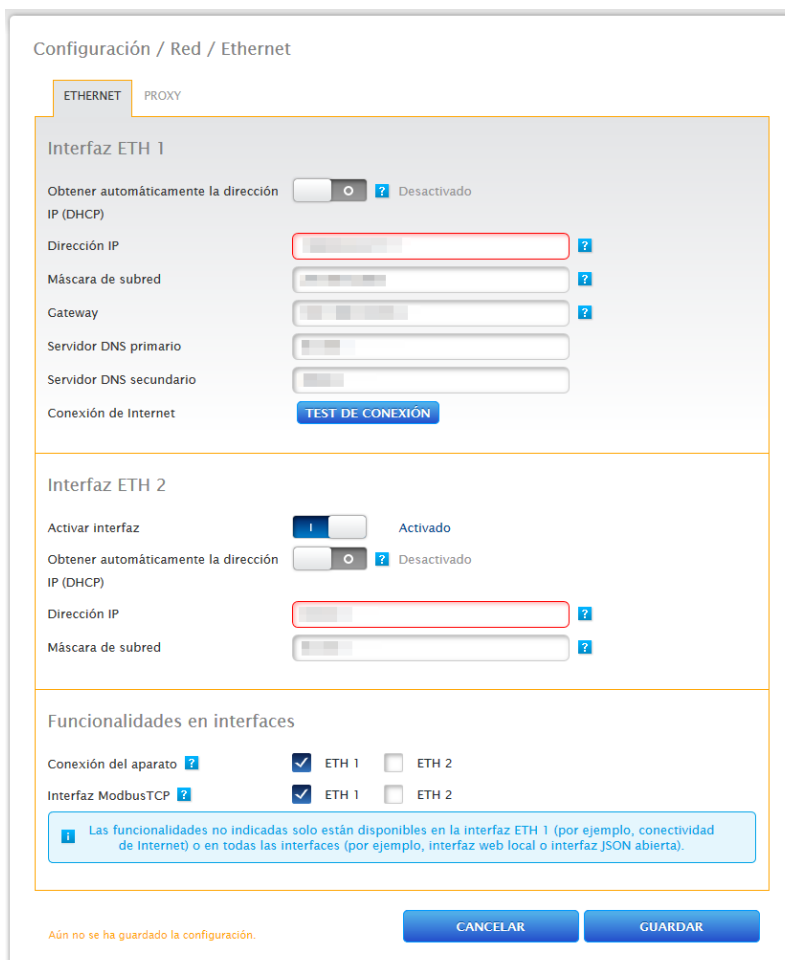 Configuración / Red / Ethernet
ETHERNET PROXY
Interfaz ETH 1
Obtener automáticamente la dirección
IP (DHCP)
? Desactivado
Dirección IP ?
Máscara de subred ?
Gateway ?
Servidor DNS primario
Servidor DNS secundario
Conexión de Internet TEST DE CONEXIÓN
Interfaz ETH 2
Activar interfaz Activado
Obtener automáticamente la dirección
IP (DHCP)
? Desactivado
Dirección IP ?
Máscara de subred ?
Funcionalidades en interfaces
Conexión del aparato ? ETH 1 ETH 2
Interfaz ModbusTCP ? ETH 1 ETH 2
i Las funcionalidades no indicadas solo están disponibles en la interfaz ETH 1 (por ejemplo, conectividad
de Internet) o en todas las interfaces (por ejemplo, interfaz web local o interfaz JSON abierta).
Aún no se ha guardado la configuración. CANCELAR GUARDAR